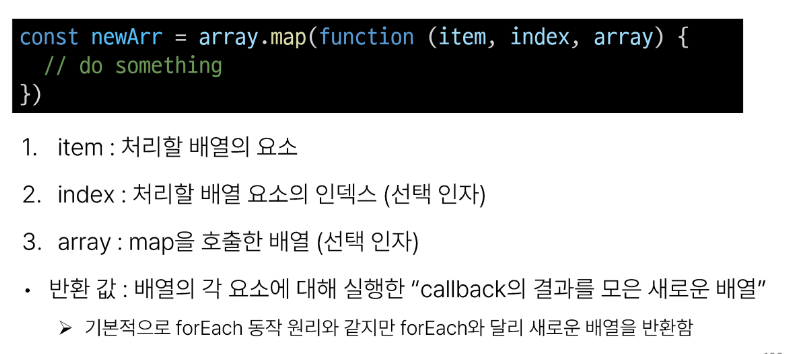 const newArr = array.map(function (item, index, array) {
  // do something
})
1. item : 처리할 배열의 요소
2. index : 처리할 배열 요소의 인덱스 (선택 인자)
3. array : map을 호출한 배열 (선택 인자)
• 반환 값 : 배열의 각 요소에 대해 실행한 “callback의 결과를 모은 새로운 배열”
➢ 기본적으로 forEach 동작 원리와 같지만 forEach와 달리 새로운 배열을 반환함